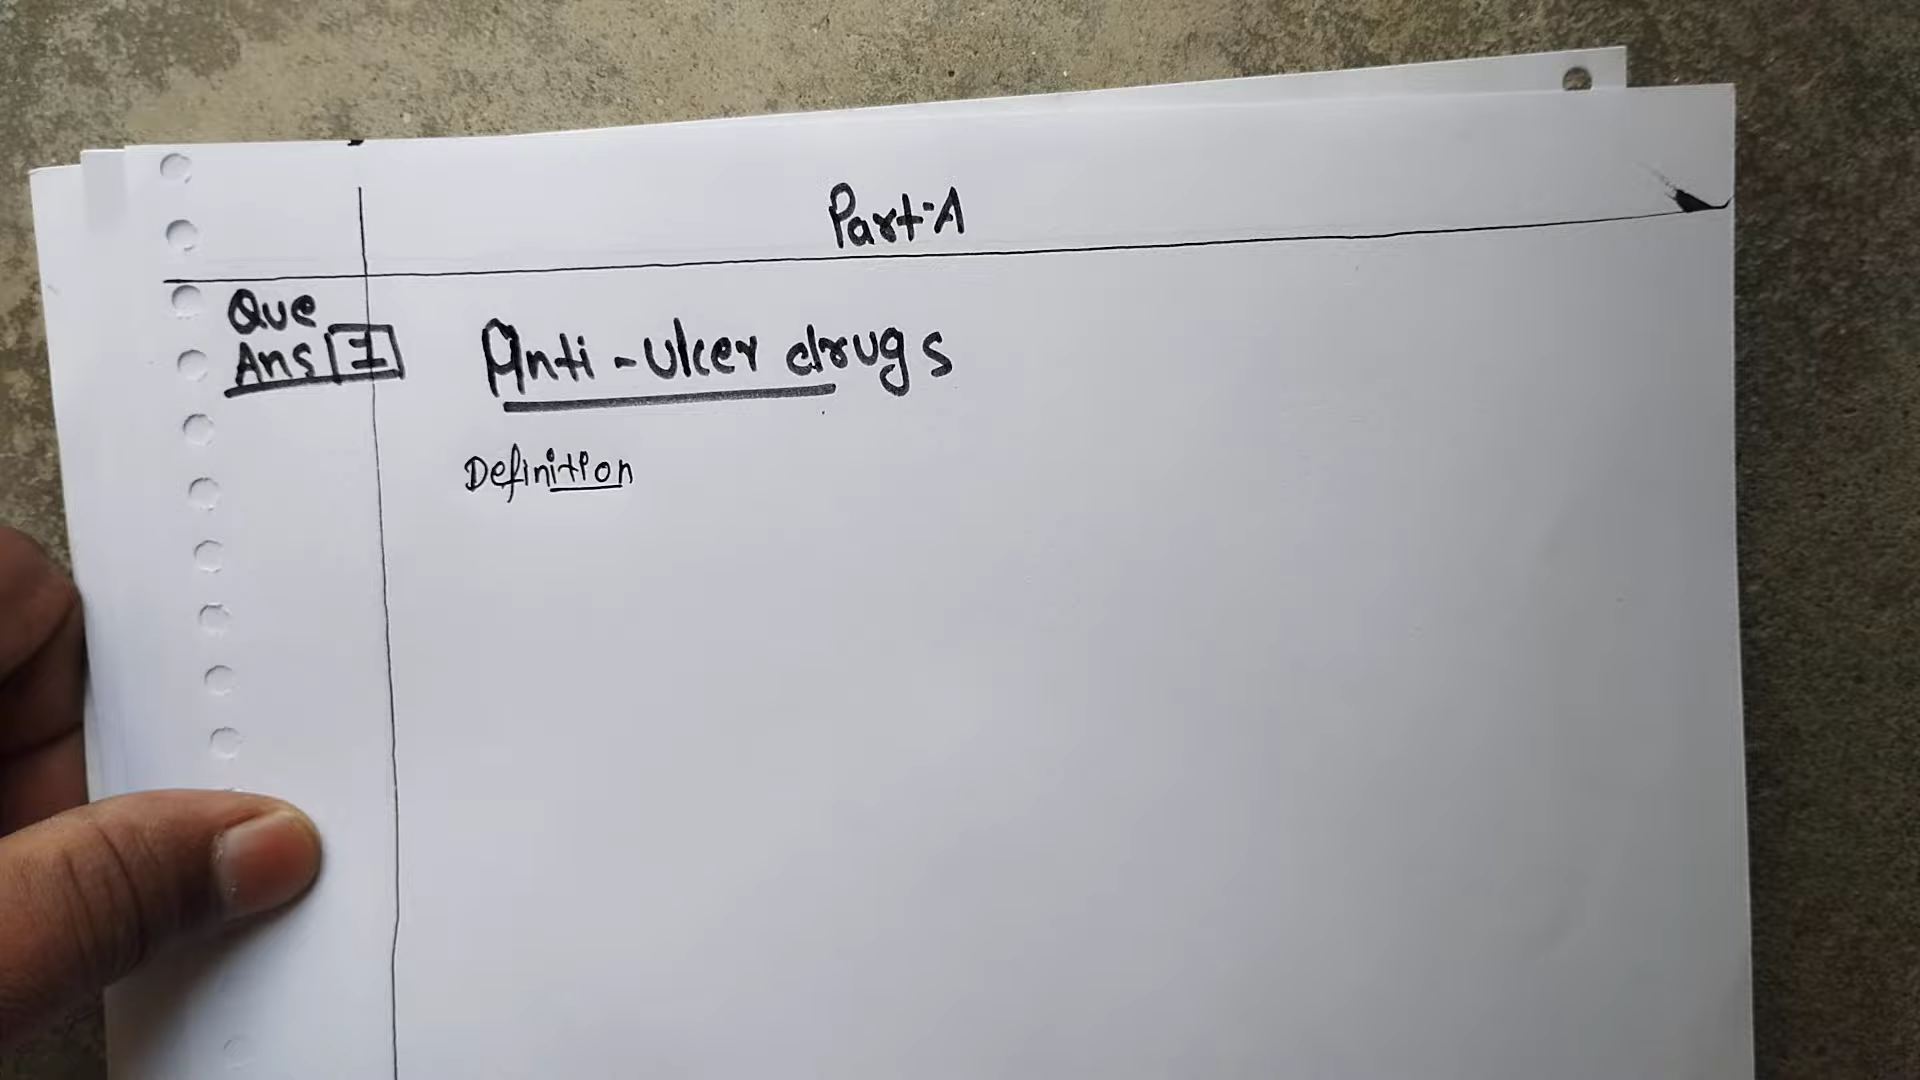 Part:A
Que
Ans 1
Anti-ulcer drugs
Definition